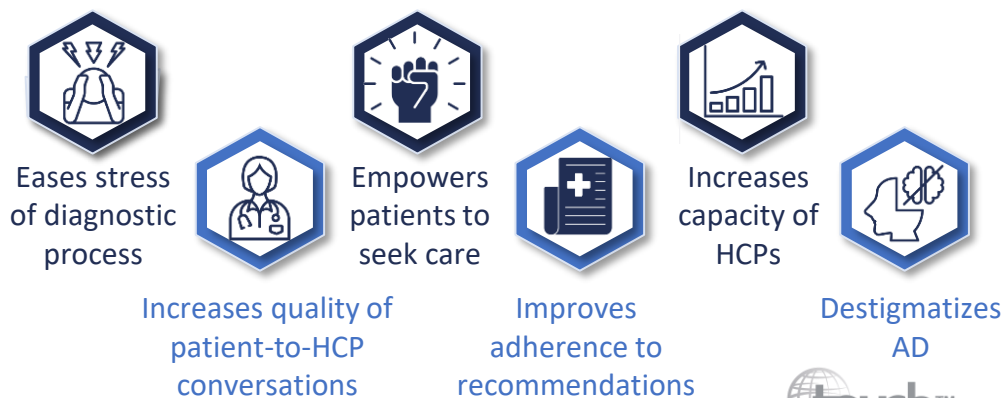 Eases stress
of diagnostic
process
Increases quality of
patient-to-HCP
conversations
Empowers
patients to
seek care
Improves
adherence to
recommendations
Increases
capacity of
HCPs
Destigmatizes
AD